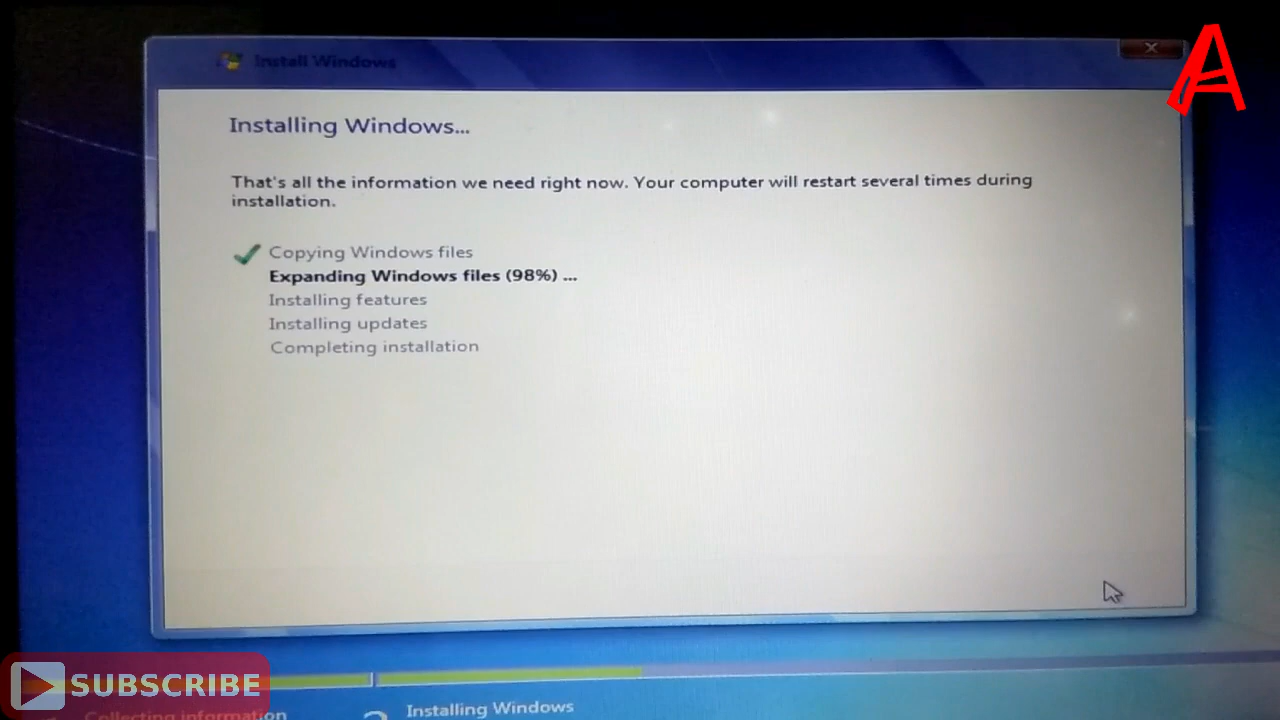 Install Windows
A
Installing Windows...
That's all the information we need right now. Your computer will restart several times during
installation.
Copying Windows files
Expanding Windows files (98%) ...
Installing features
Installing updates
Completing installation
SUBSCRIBE
Collecting information
2 Installing Windows